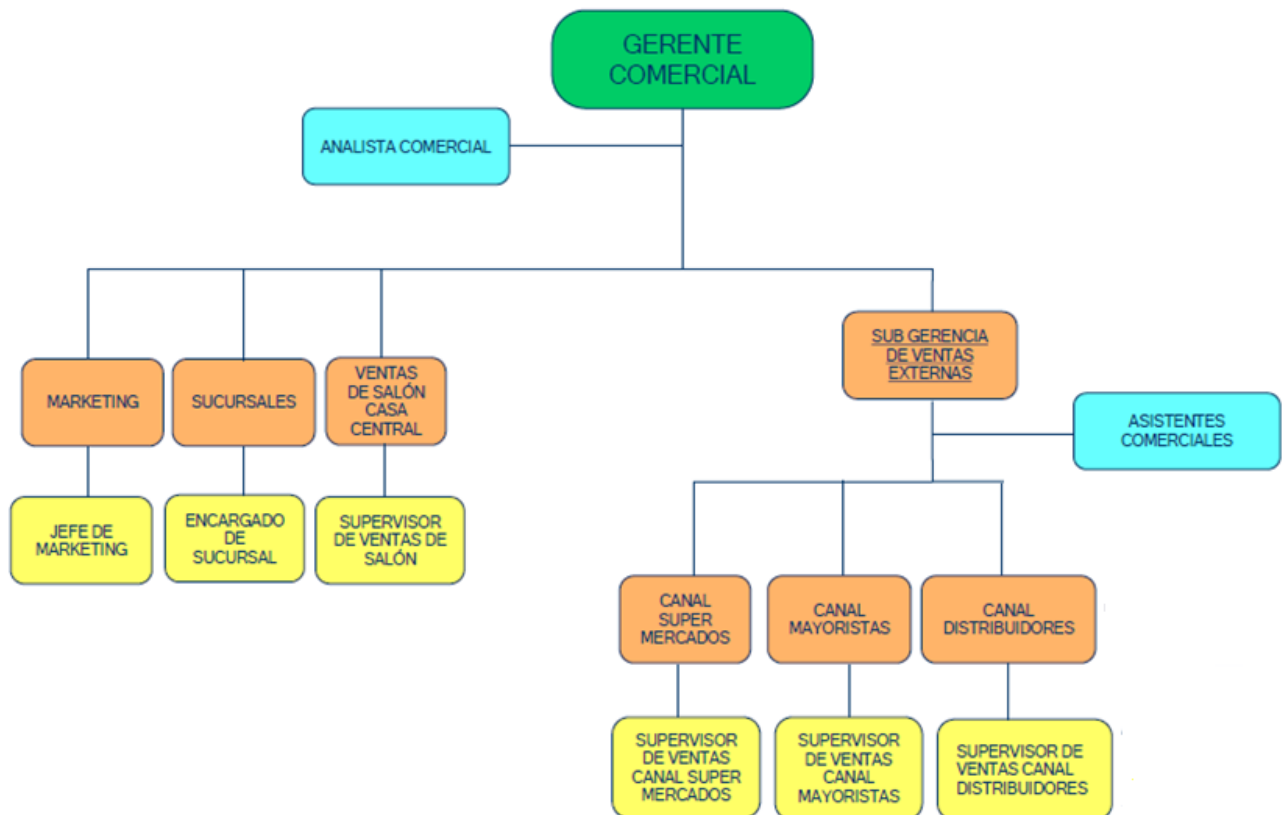 GERENTE
COMERCIAL
ANALISTA COMERCIAL
SUB GERENCIA
DE VENTAS
EXTERNAS
MARKETING
SUCURSALES
VENTAS
DE SALÓN
CASA
CENTRAL
ASISTENTES
COMERCIALES
JEFE DE
MARKETING
ENCARGADO
DE
SUCURSAL
SUPERVISOR
DE VENTAS DE
SALÓN
CANAL
SUPER
MERCADOS
CANAL
MAYORISTAS
CANAL
DISTRIBUIDORES
SUPERVISOR
DE VENTAS
CANAL SUPER
MERCADOS
SUPERVISOR
DE VENTAS
CANAL
MAYORISTAS
SUPERVISOR DE
VENTAS CANAL
DISTRIBUIDORES